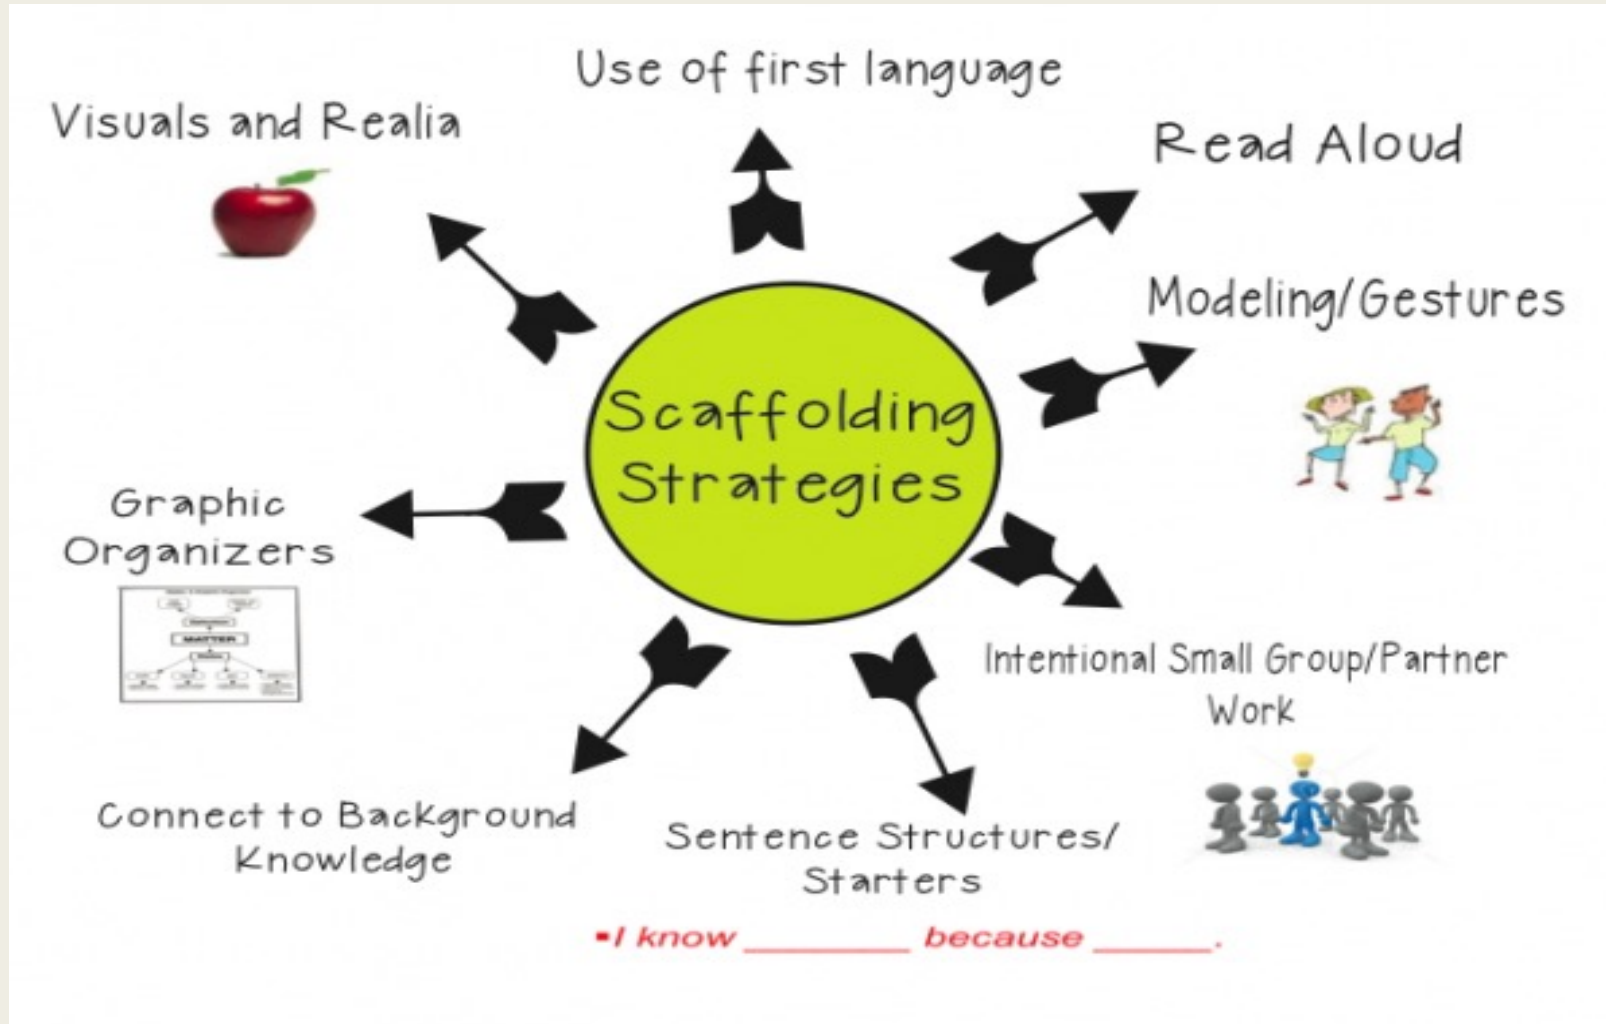 Use of first language
Visuals and Realia
Read Aloud
Modeling/Gestures
Scaffolding
Strategies
Graphic
Organizers
MATTER
Intentional Small Group/Partner
Work
Connect to Background
Knowledge
Sentence Structures/
Starters
▪I know ________ because ______.